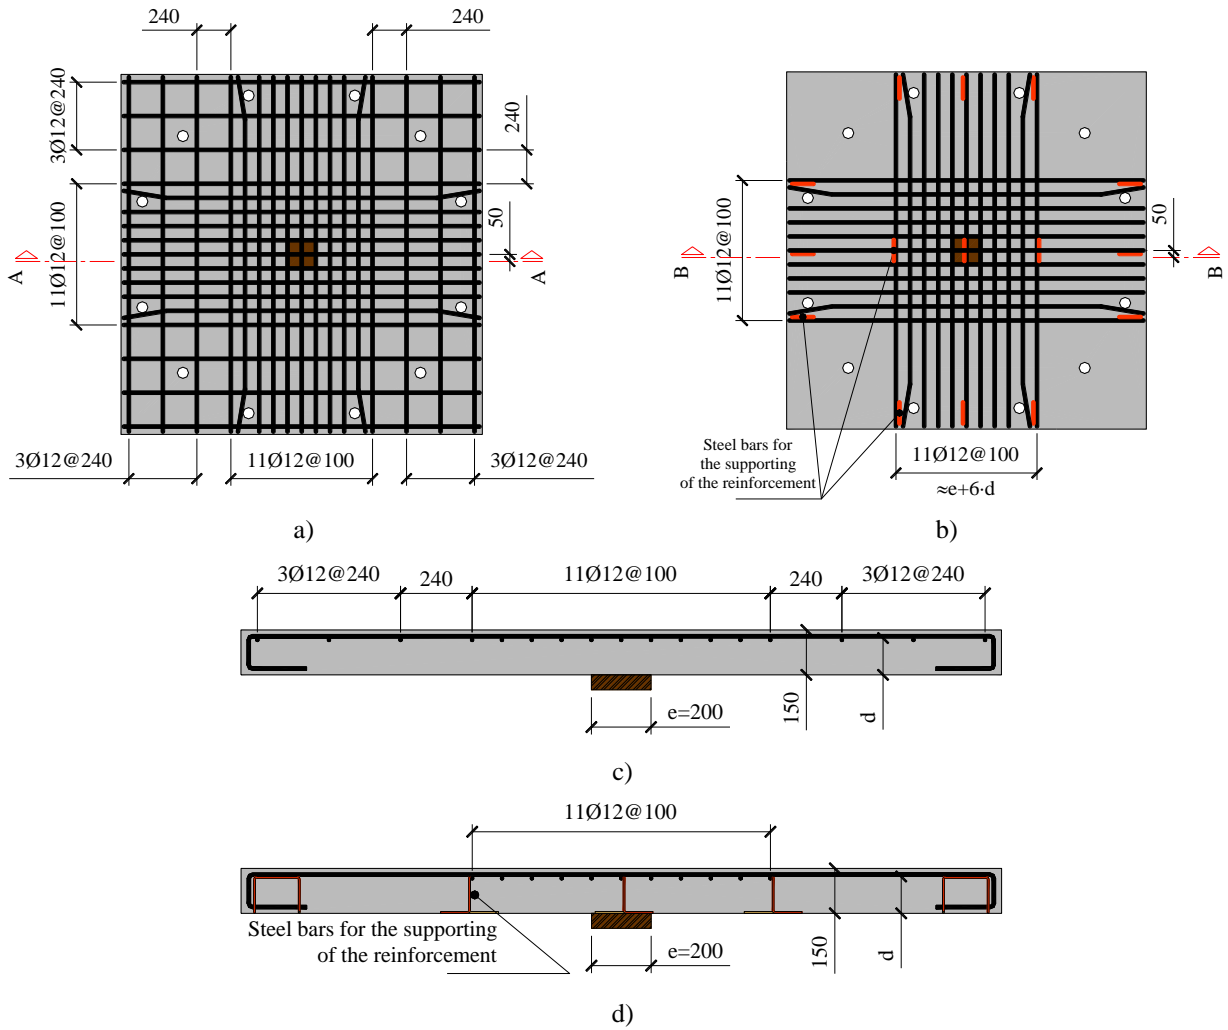 240
240
3Ø12@240
240
11Ø12@100
50
A
A
3Ø12@240
11Ø12@100
3Ø12@240
a)
11Ø12@100
50
B
B
Steel bars for
the supporting
of the reinforcement
11Ø12@100
≈e+6·d
b)
3Ø12@240
240
11Ø12@100
240
3Ø12@240
150
d
e=200
c)
11Ø12@100
Steel bars for the supporting
of the reinforcement
e=200
150
d
d)